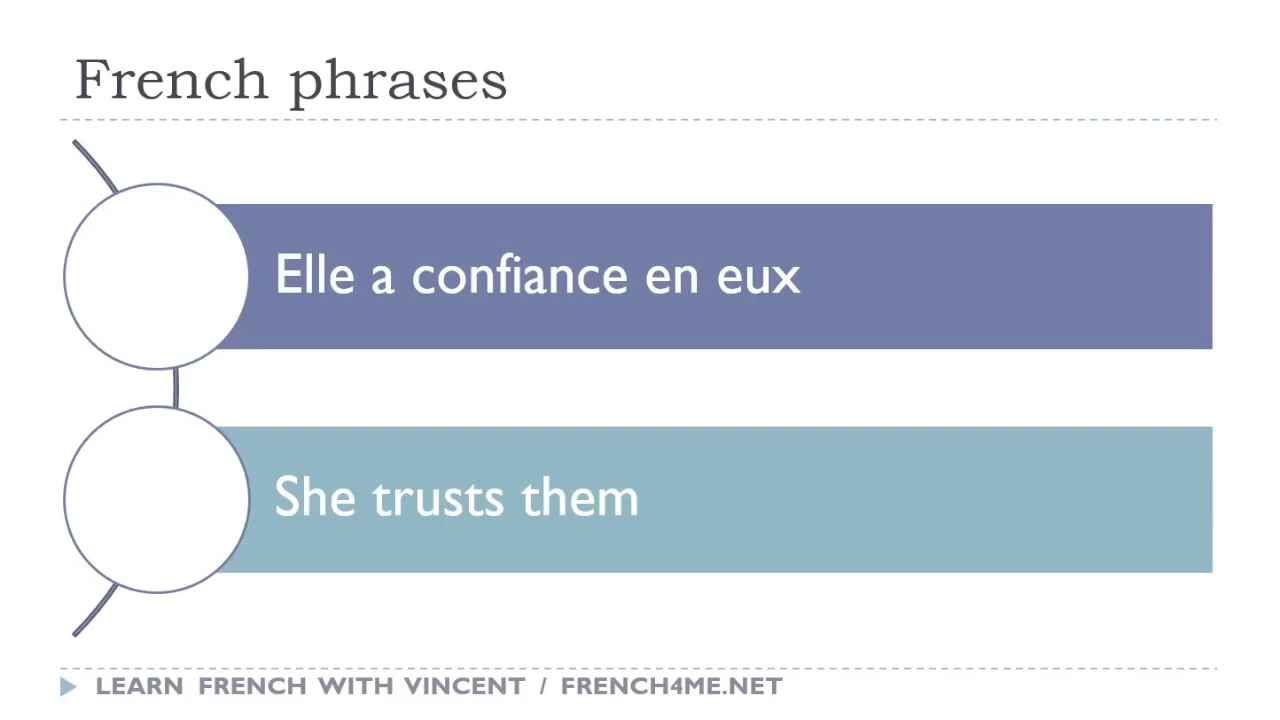 French phrases
Elle a confiance en eux
She trusts them
LEARN FRENCH WITH VINCENT / FRENCH4ME.NET